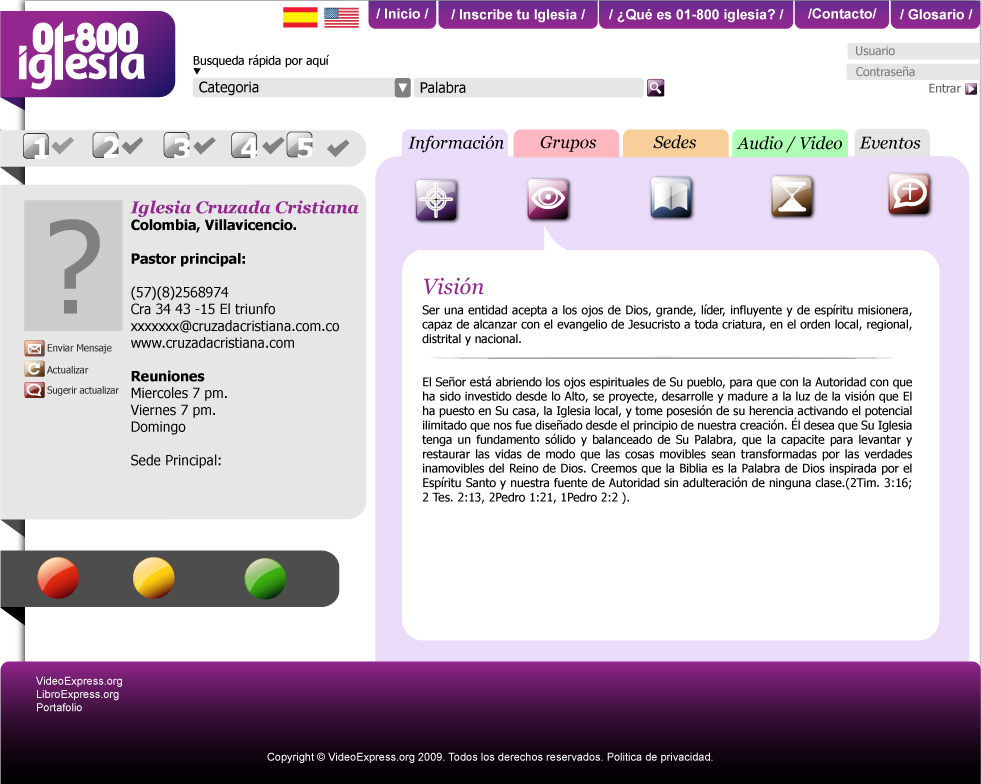 01-800
iglesia
/ Inicio /
/ Inscribe tu Iglesia /
/ ¿Qué es 01-800 iglesia? /
/Contacto/
/ Glosario /
Busqueda rápida por aquí
Categoria
Palabra
Usuario
Contraseña
Entrar
1
2
3
4
5
Iglesia Cruzada Cristiana
Colombia, Villavicencio.
Pastor principal:
(57)(8)2568974
Cra 34 43 -15 El triunfo
xxxxxxx@cruzadacristiana.com.co
www.cruzadacristiana.com
Reuniones
Miercoles 7 pm.
Viernes 7 pm.
Domingo
Sede Principal:
?
Enviar Mensaje
Actualizar
Sugerir actualizar
Información
Grupos
Sedes
Audio / Video
Eventos
Visión
Ser una entidad acepta a los ojos de Dios, grande, líder, influyente y de espíritu misionera,
capaz de alcanzar con el evangelio de Jesucristo a toda criatura, en el orden local, regional,
distrital y nacional.
El Señor está abriendo los ojos espirituales de Su pueblo, para que con la Autoridad con que
ha sido investido desde lo Alto, se proyecte, desarrolle y madure a la luz de la visión que El
ha puesto en Su casa, la Iglesia local, y tome posesión de su herencia activando el potencial
ilimitado que nos fue diseñado desde el principio de nuestra creación. Él desea que Su Iglesia
tenga un fundamento sólido y balanceado de Su Palabra, que la capacite para levantar y
restaurar las vidas de modo que las cosas movibles sean transformadas por las verdades
inamovibles del Reino de Dios. Creemos que la Biblia es la Palabra de Dios inspirada por el
Espíritu Santo y nuestra fuente de Autoridad sin adulteración de ninguna clase.(2Tim. 3:16;
2 Tes. 2:13, 2Pedro 1:21, 1Pedro 2:2 ).
VideoExpress.org
LibroExpress.org
Portafolio
Copyright © VideoExpress.org 2009. Todos los derechos reservados. Politica de privacidad.